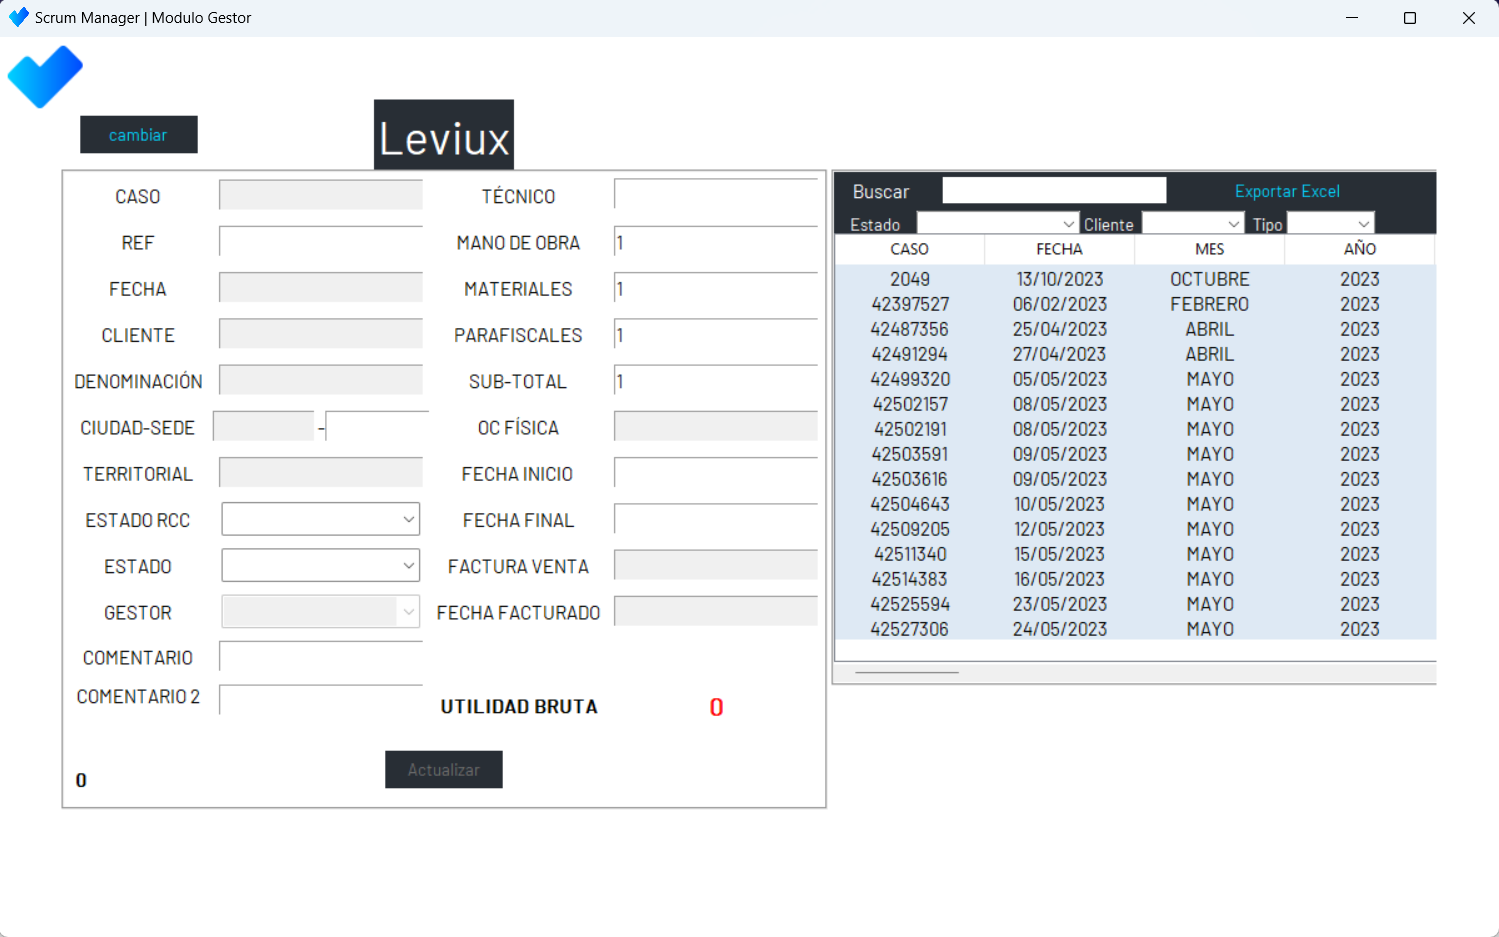 Scrum Manager | Modulo Gestor
cambiar
Leviux
CASO
REF
FECHA
CLIENTE
DENOMINACIÓN
CIUDAD-SEDE -
TERRITORIAL
ESTADO RCC
ESTADO
GESTOR
COMENTARIO
COMENTARIO 2
TÉCNICO
MANO DE OBRA 1
MATERIALES 1
PARAFISCALES 1
SUB-TOTAL 1
OC FÍSICA
FECHA INICIO
FECHA FINAL
FACTURA VENTA
FECHA FACTURADO
UTILIDAD BRUTA 0
0
Actualizar
Buscar Exportar Excel
Estado Cliente Tipo
CASO FECHA MES AÑO
2049 13/10/2023 OCTUBRE 2023
42397527 06/02/2023 FEBRERO 2023
42487356 25/04/2023 ABRIL 2023
42491294 27/04/2023 ABRIL 2023
42499320 05/05/2023 MAYO 2023
42502157 08/05/2023 MAYO 2023
42502191 08/05/2023 MAYO 2023
42503591 09/05/2023 MAYO 2023
42503616 09/05/2023 MAYO 2023
42504643 10/05/2023 MAYO 2023
42509205 12/05/2023 MAYO 2023
42511340 15/05/2023 MAYO 2023
42514383 16/05/2023 MAYO 2023
42525594 23/05/2023 MAYO 2023
42527306 24/05/2023 MAYO 2023